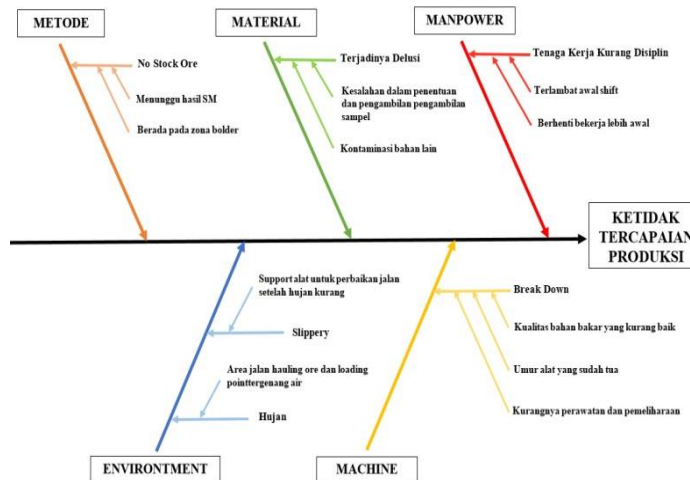 METODE
MATERIAL
MANPOWER
No Stock Ore
Menunggu hasil SM
Berada pada zona bolder
Terjadinya Delusi
Kesalahan dalam penentuan
dan pengambilan pengambilan
sampel
Kontaminasi bahan lain
Tenaga Kerja Kurang Disiplin
Terlambat awal shift
Berhenti bekerja lebih awal
KETIDAK
TERCAPAIAN
PRODUKSI
Support alat untuk perbaikan jalan
setelah hujan kurang
Slippery
Area jalan hauling ore dan loading
pointtergenang air
Hujan
Break Down
Kualitas bahan bakar yang kurang baik
Umur alat yang sudah tua
Kurangnya perawatan dan pemeliharaan
ENVIRONTMENT
MACHINE